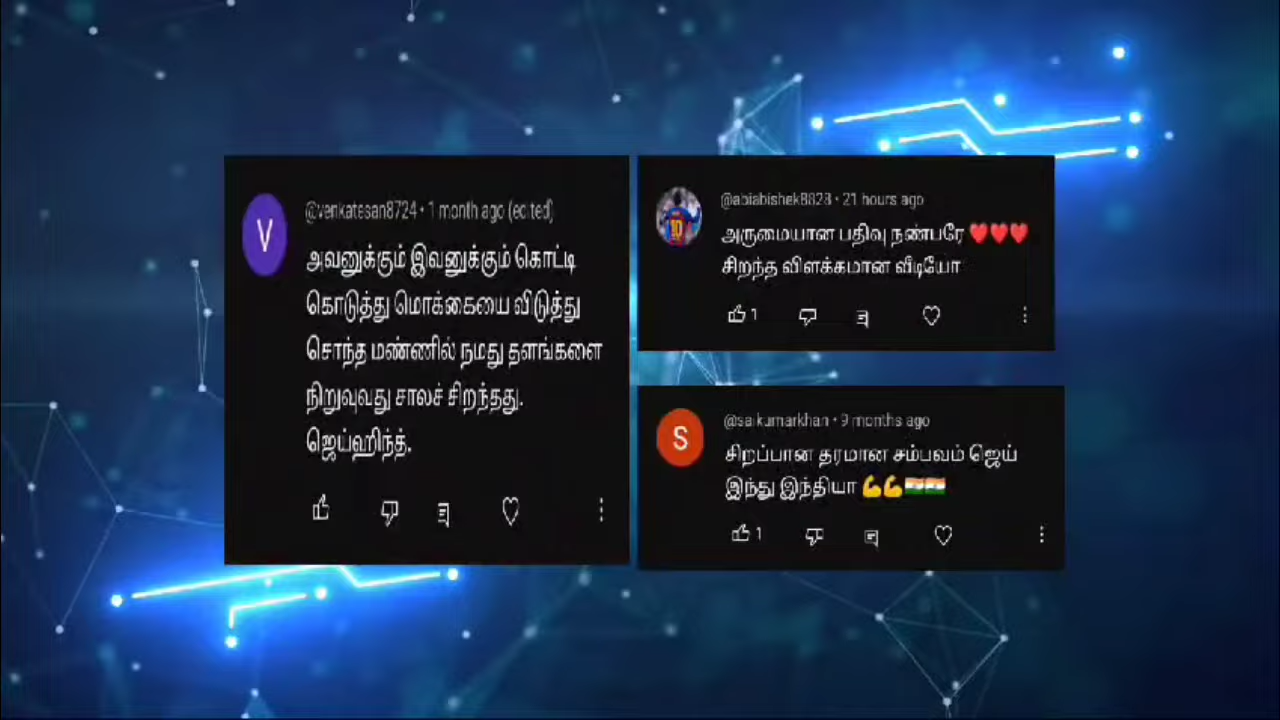 V
@venkatesan8724 • 1 month ago (edited)
அவனுக்கும் இவனுக்கும் கொட்டி
கொடுத்து மொக்கையை விடுத்து
சொந்த மண்ணில் நமது தளங்களை
நிறுவுவது சாலச் சிறந்தது.
ஜெய்ஹிந்த்.
10
@abiabishek8828 • 21 hours ago
அருமையான பதிவு நண்பரே ❤️❤️❤️
சிறந்த விளக்கமான வீடியோ
1
S
@saikumarkhan • 9 months ago
சிறப்பான தரமான சம்பவம் ஜெய்
இந்து இந்தியா 💪💪🇮🇳🇮🇳
1